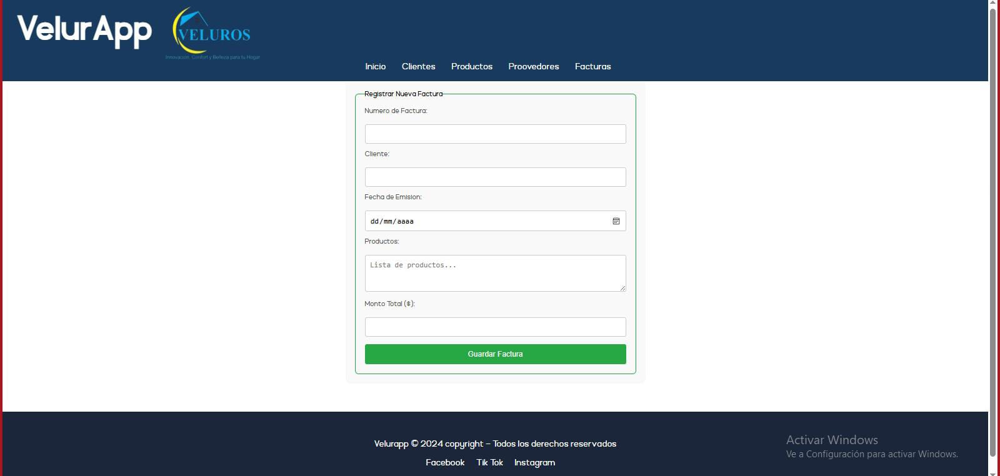 VelurApp
VELUROS
Innovacion, Confort y Belleza para tu Hogar
Inicio Clientes Productos Proovedores Facturas
Registrar Nueva Factura
Numero de Factura:
Cliente:
Fecha de Emision:
dd/mm/aaaa
Productos:
Lista de productos...
Monto Total ($):
Guardar Factura
Velurapp © 2024 copyright - Todos los derechos reservados
Facebook Tik Tok Instagram
Activar Windows
Ve a Configuración para activar Windows.